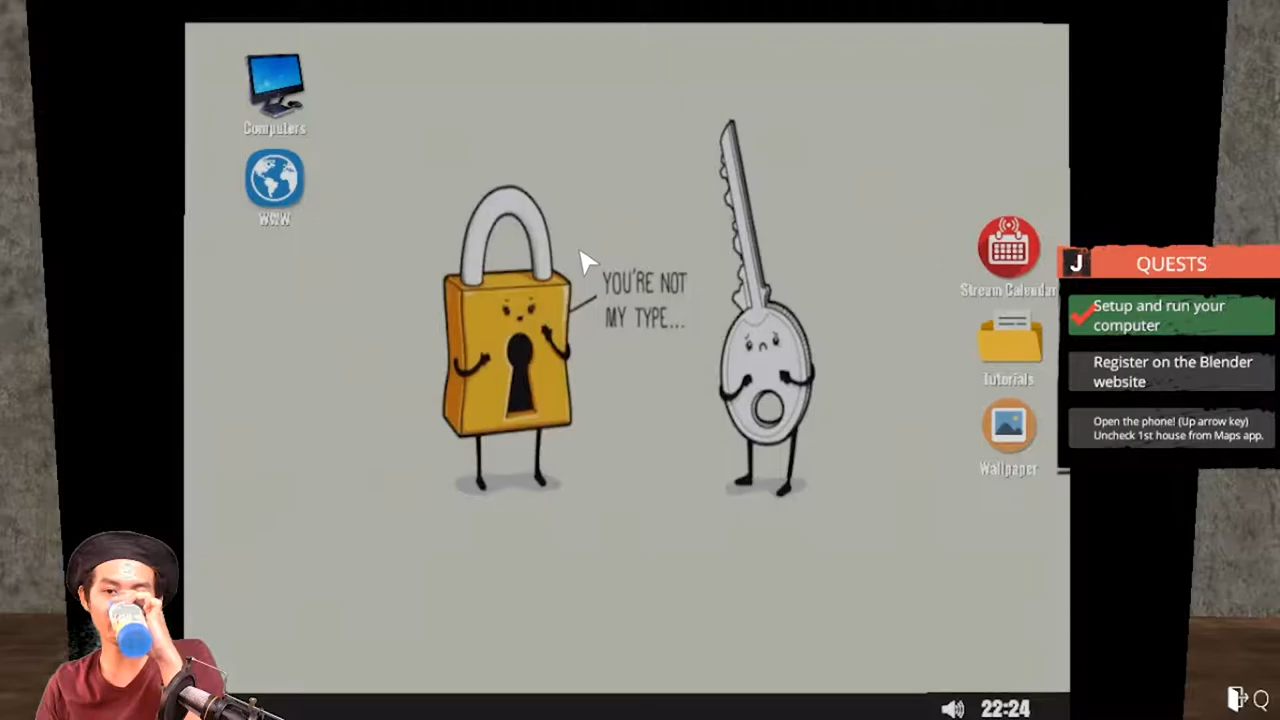 Computers
WWW
YOU'RE NOT
MY TYPE...
Stream Calendar
Tutorials
Wallpaper
J QUESTS
Setup and run your
computer
Register on the Blender
website
Open the phone! (Up arrow key)
Uncheck 1st house from Maps app.
22:24
Q